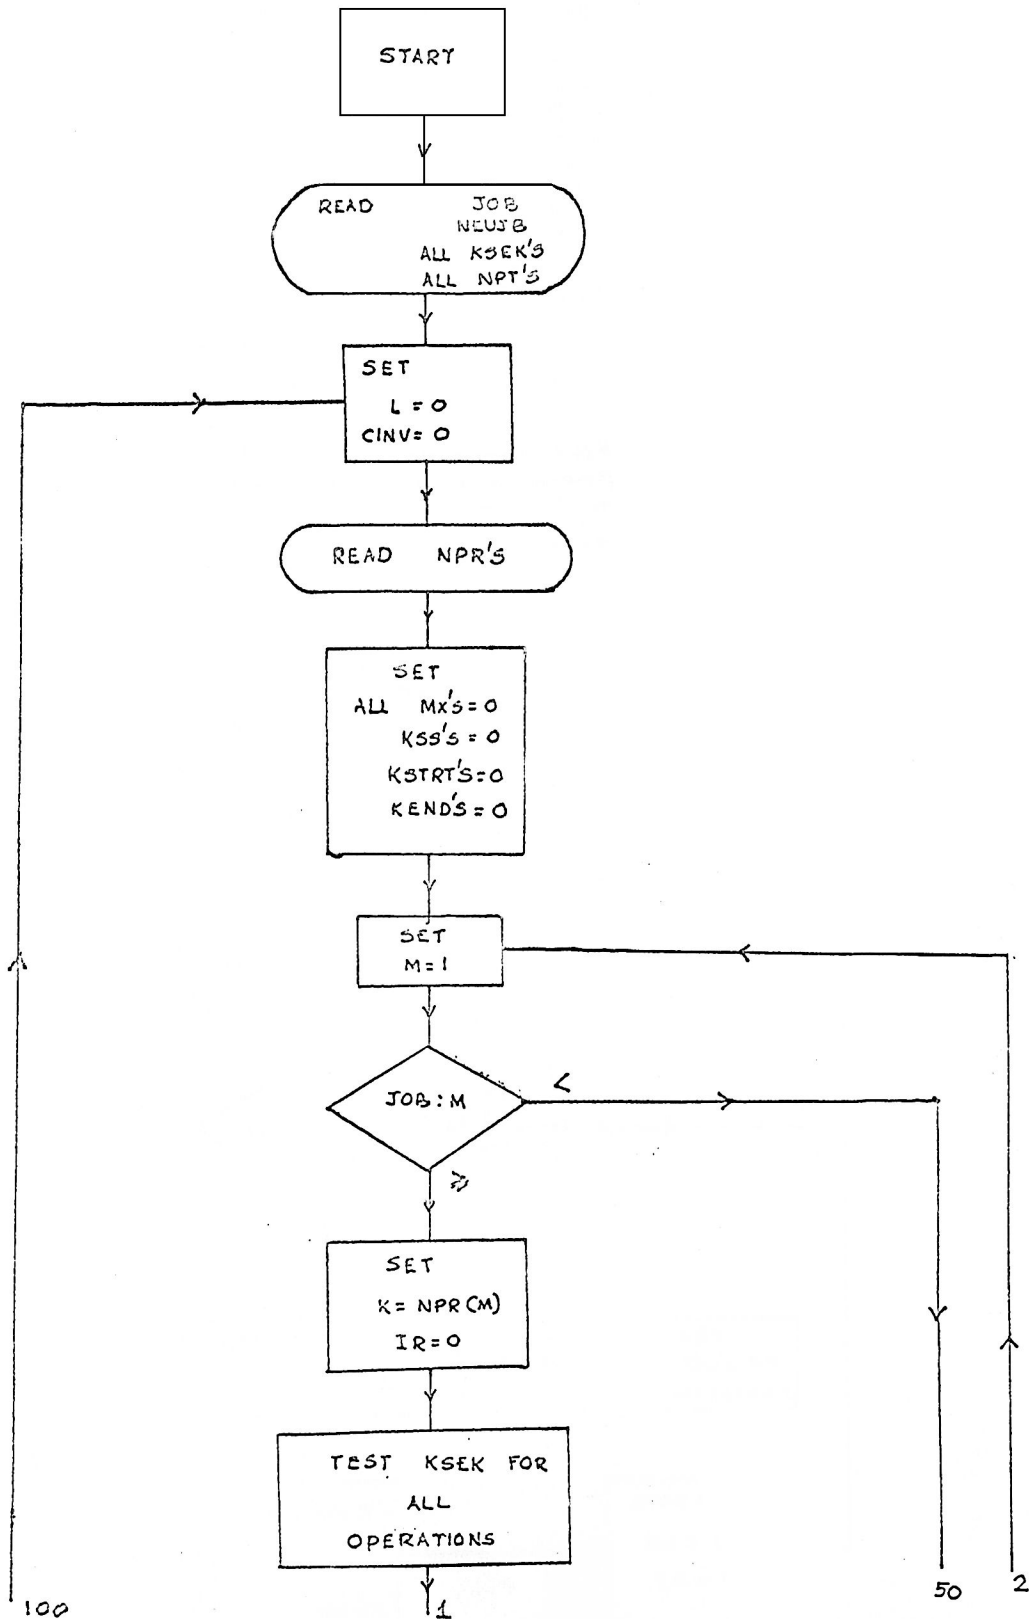 START
READ JOB
NEUJB
ALL KSEK'S
ALL NPT'S
SET
L = 0
CINV = 0
READ NPR'S
SET
ALL MX'S = 0
KSS'S = 0
KSTRT'S = 0
KEND'S = 0
SET
M = 1
JOB : M
<
≥
SET
K = NPR (M)
IR = 0
TEST KSEK FOR
ALL
OPERATIONS
100
1
50
2